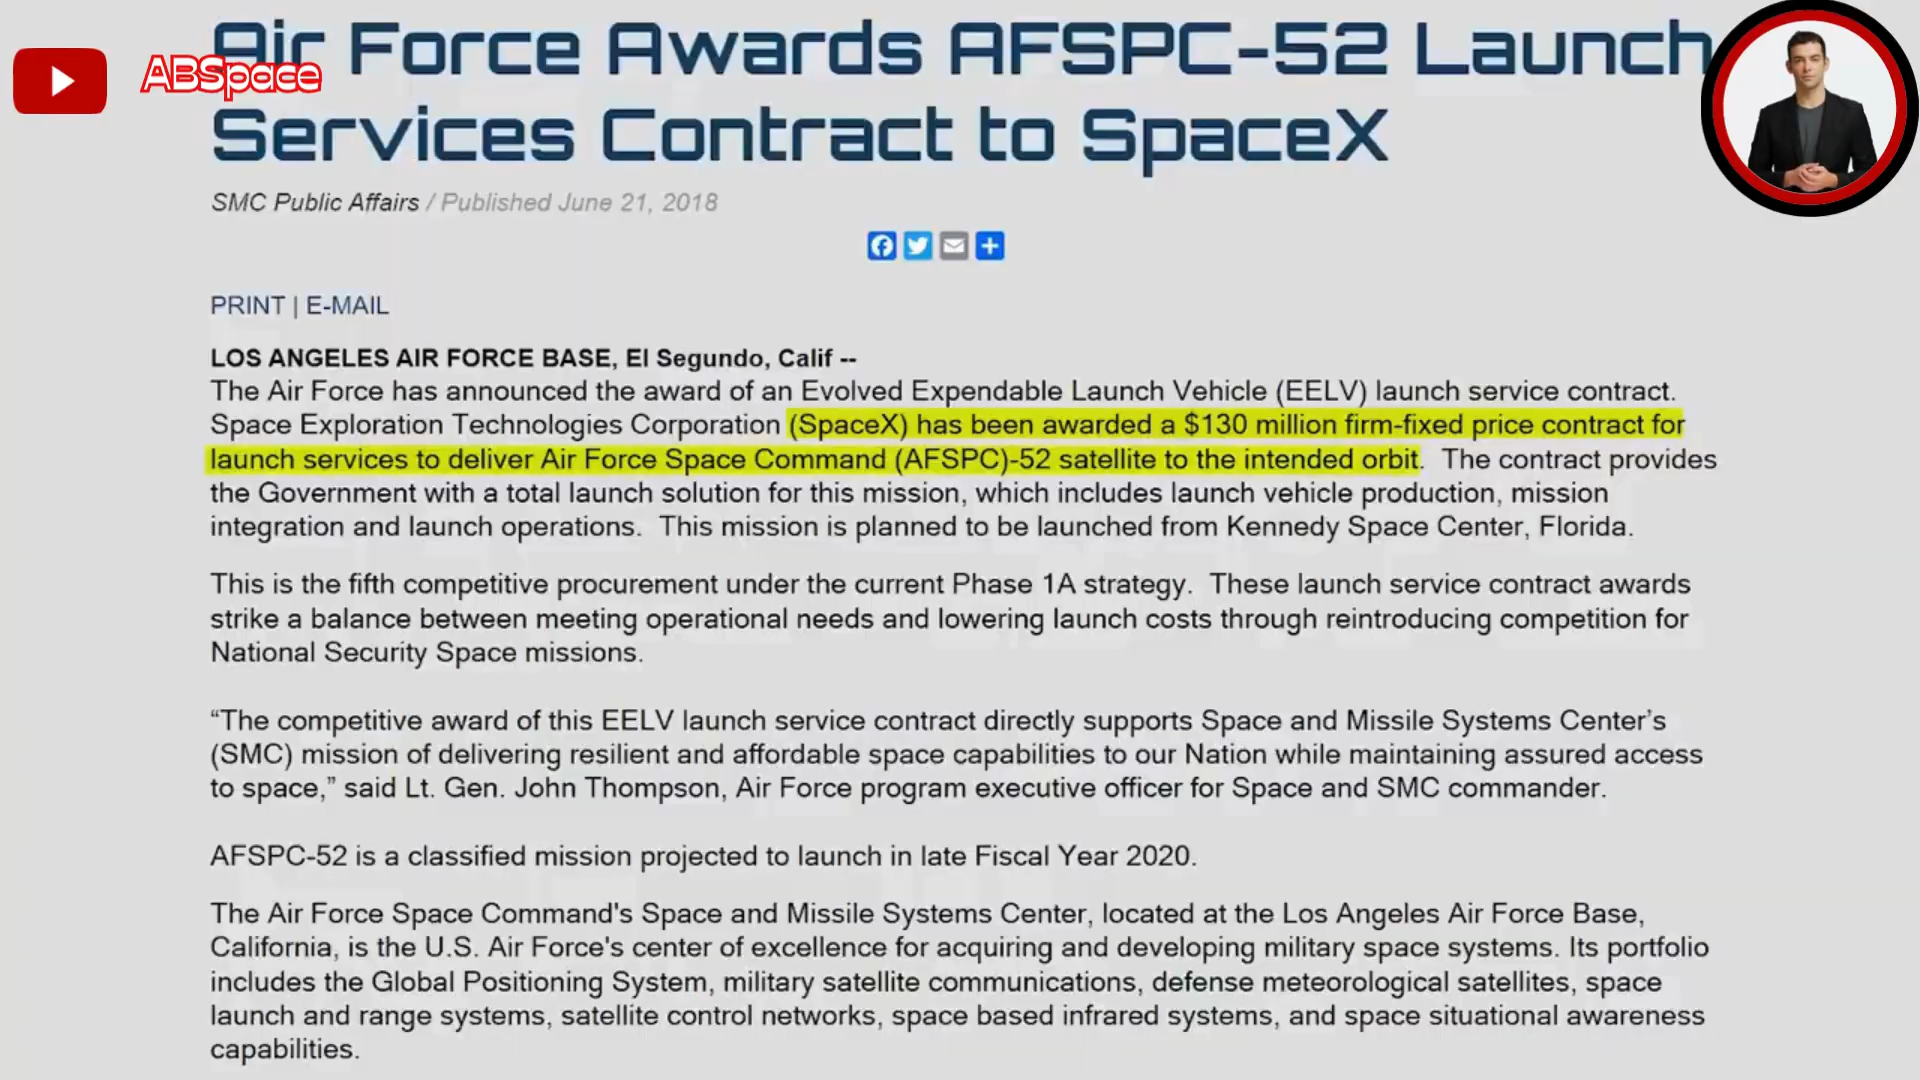 Air Force Awards AFSPC-52 Launch
ABSpace
Services Contract to SpaceX
SMC Public Affairs / Published June 21, 2018
PRINT | E-MAIL
LOS ANGELES AIR FORCE BASE, El Segundo, Calif --
The Air Force has announced the award of an Evolved Expendable Launch Vehicle (EELV) launch service contract.
Space Exploration Technologies Corporation (SpaceX) has been awarded a $130 million firm-fixed price contract for
launch services to deliver Air Force Space Command (AFSPC)-52 satellite to the intended orbit.  The contract provides
the Government with a total launch solution for this mission, which includes launch vehicle production, mission
integration and launch operations.  This mission is planned to be launched from Kennedy Space Center, Florida.
This is the fifth competitive procurement under the current Phase 1A strategy.  These launch service contract awards
strike a balance between meeting operational needs and lowering launch costs through reintroducing competition for
National Security Space missions.
“The competitive award of this EELV launch service contract directly supports Space and Missile Systems Center’s
(SMC) mission of delivering resilient and affordable space capabilities to our Nation while maintaining assured access
to space,” said Lt. Gen. John Thompson, Air Force program executive officer for Space and SMC commander.
AFSPC-52 is a classified mission projected to launch in late Fiscal Year 2020.
The Air Force Space Command's Space and Missile Systems Center, located at the Los Angeles Air Force Base,
California, is the U.S. Air Force's center of excellence for acquiring and developing military space systems. Its portfolio
includes the Global Positioning System, military satellite communications, defense meteorological satellites, space
launch and range systems, satellite control networks, space based infrared systems, and space situational awareness
capabilities.